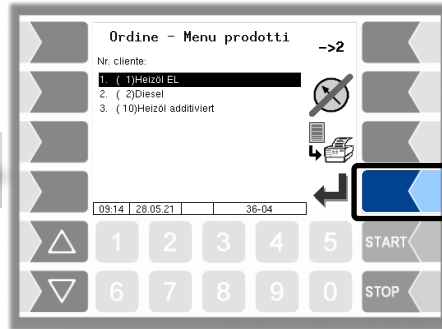 Ordine - Menu prodotti
->2
Nr. cliente:
1. ( 1)Heizöl EL
2. ( 2)Diesel
3. ( 10)Heizöl additiviert
09:14 28.05.21 36-04
1 2 3 4 5 START
6 7 8 9 0 STOP